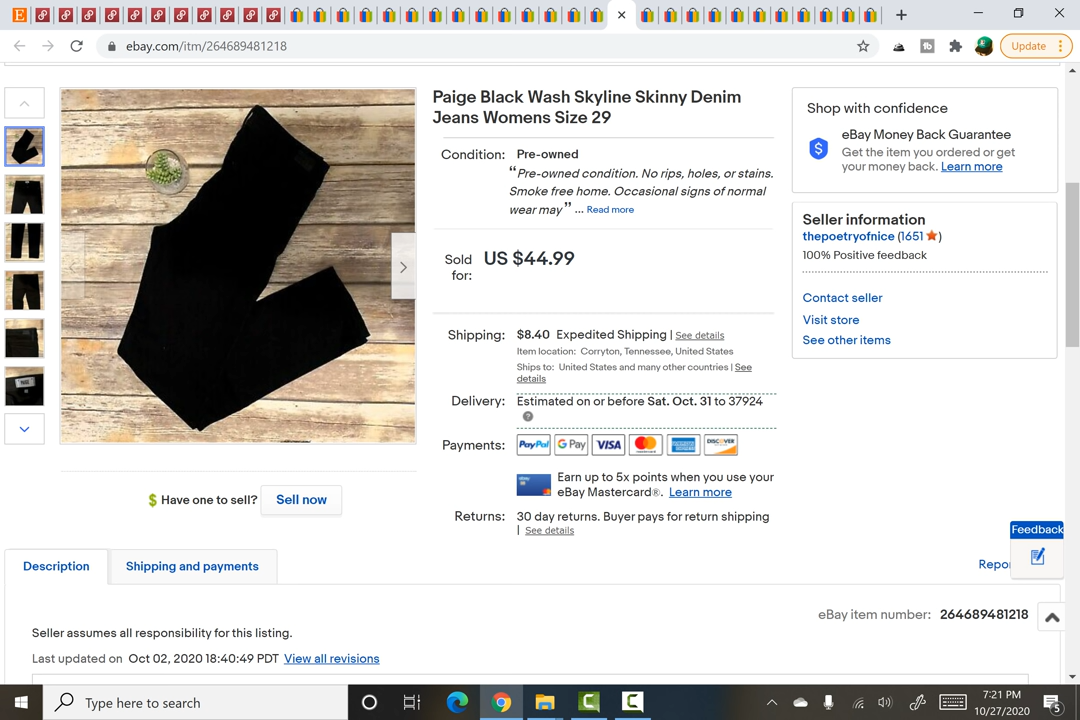 ebay.com/itm/264689481218
Update
Paige Black Wash Skyline Skinny Denim
Jeans Womens Size 29
Condition: Pre-owned
“Pre-owned condition. No rips, holes, or stains.
Smoke free home. Occasional signs of normal
wear may” ... Read more
Sold
for:
US $44.99
Shipping: $8.40 Expedited Shipping | See details
Item location: Corryton, Tennessee, United States
Ships to: United States and many other countries | See
details
Delivery: Estimated on or before Sat. Oct. 31 to 37924
Payments: PayPal G Pay VISA mastercard DISCOVER
Earn up to 5x points when you use your
eBay Mastercard®. Learn more
Returns: 30 day returns. Buyer pays for return shipping
| See details
Shop with confidence
eBay Money Back Guarantee
Get the item you ordered or get
your money back. Learn more
Seller information
thepoetryofnice (1651)
100% Positive feedback
Contact seller
Visit store
See other items
$ Have one to sell? Sell now
Feedback
Description
Shipping and payments
Repor
eBay item number: 264689481218
Seller assumes all responsibility for this listing.
Last updated on Oct 02, 2020 18:40:49 PDT View all revisions
Type here to search
7:21 PM
10/27/2020
5